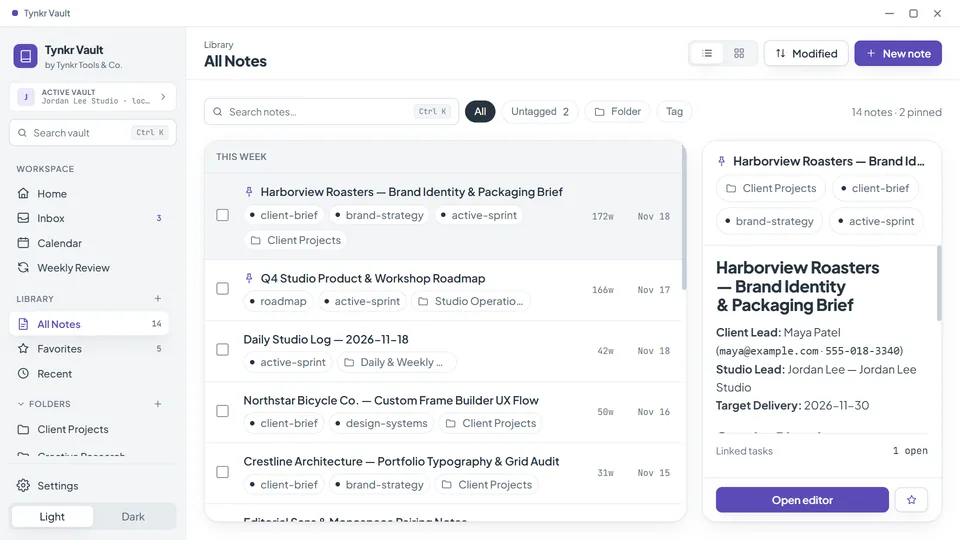 Tynkr Vault
Tynkr Vault
by Tynkr Tools & Co.
J
ACTIVE VAULT
Jordan Lee Studio · loc…
Search vault
Ctrl K
WORKSPACE
Home
Inbox 3
Calendar
Weekly Review
LIBRARY
All Notes 14
Favorites 5
Recent
FOLDERS
Client Projects
Creative Research
Settings
Light Dark
Library
All Notes
Modified
New note
Search notes…
Ctrl K
All
Untagged 2
Folder
Tag
14 notes · 2 pinned
THIS WEEK
Harborview Roasters — Brand Identity & Packaging Brief
client-brief brand-strategy active-sprint
Client Projects
172w Nov 18
Q4 Studio Product & Workshop Roadmap
roadmap active-sprint Studio Operatio…
166w Nov 17
Daily Studio Log — 2026-11-18
active-sprint Daily & Weekly …
42w Nov 18
Northstar Bicycle Co. — Custom Frame Builder UX Flow
client-brief design-systems Client Projects
50w Nov 16
Crestline Architecture — Portfolio Typography & Grid Audit
client-brief brand-strategy Client Projects
31w Nov 15
Editorial Sans & Monospace Pairing Notes
Harborview Roasters — Brand Id…
Client Projects client-brief
brand-strategy active-sprint
Harborview Roasters
— Brand Identity
& Packaging Brief
Client Lead: Maya Patel
(maya@example.com · 555-018-3340)
Studio Lead: Jordan Lee — Jordan Lee
Studio
Target Delivery: 2026-11-30
Linked tasks 1 open
Open editor